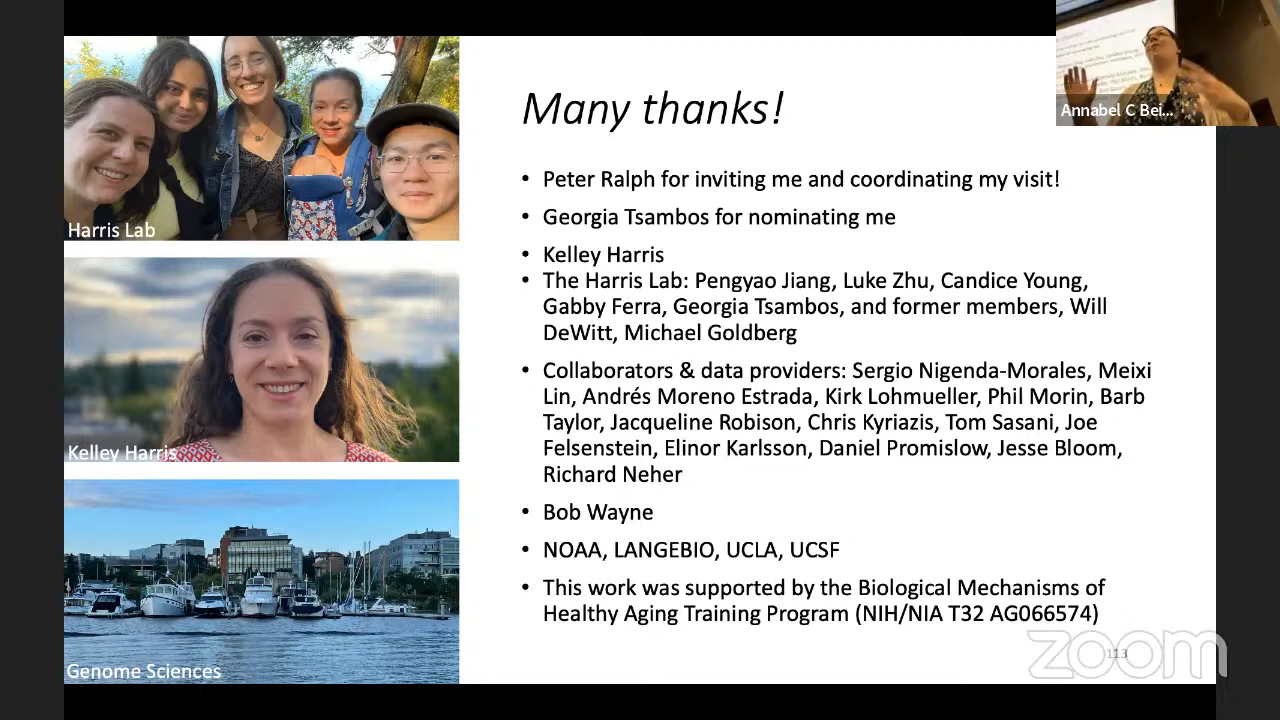 Many thanks!
• Peter Ralph for inviting me and coordinating my visit!
• Georgia Tsambos for nominating me
• Kelley Harris
• The Harris Lab: Pengyao Jiang, Luke Zhu, Candice Young,
Gabby Ferra, Georgia Tsambos, and former members, Will
DeWitt, Michael Goldberg
• Collaborators & data providers: Sergio Nigenda-Morales, Meixi
Lin, Andrés Moreno Estrada, Kirk Lohmueller, Phil Morin, Barb
Taylor, Jacqueline Robison, Chris Kyriazis, Tom Sasani, Joe
Felsenstein, Elinor Karlsson, Daniel Promislow, Jesse Bloom,
Richard Neher
• Bob Wayne
• NOAA, LANGEBIO, UCLA, UCSF
• This work was supported by the Biological Mechanisms of
Healthy Aging Training Program (NIH/NIA T32 AG066574)
Harris Lab
Kelley Harris
Genome Sciences
Annabel C Bei...
113
zoom